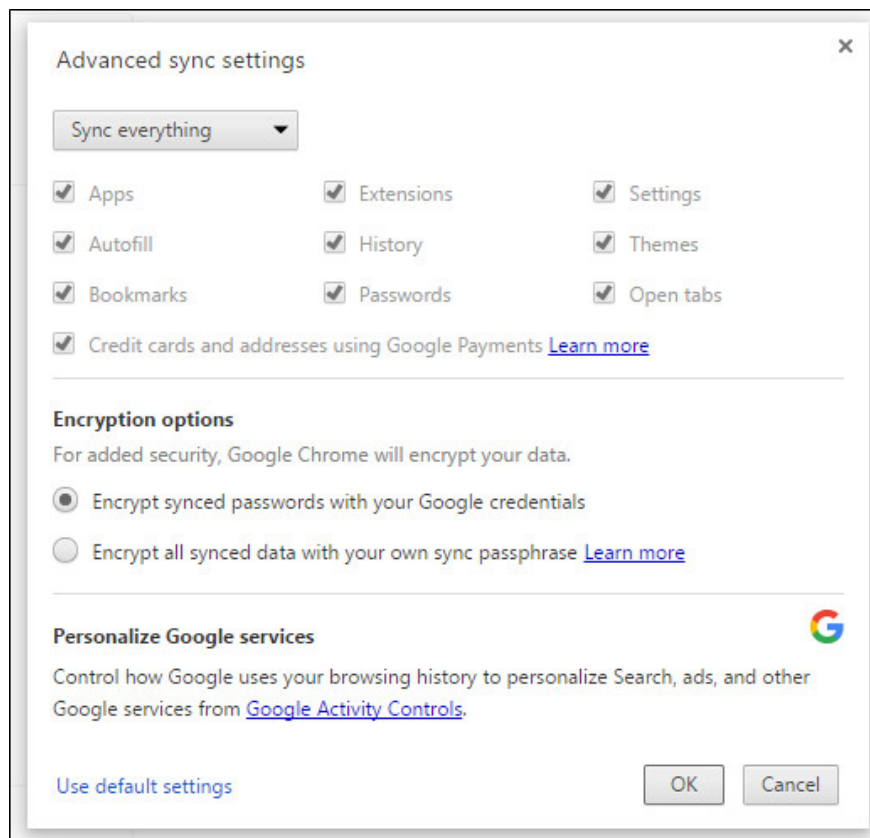 Advanced sync settings
Sync everything
Apps Extensions Settings
Autofill History Themes
Bookmarks Passwords Open tabs
Credit cards and addresses using Google Payments Learn more
Encryption options
For added security, Google Chrome will encrypt your data.
Encrypt synced passwords with your Google credentials
Encrypt all synced data with your own sync passphrase Learn more
Personalize Google services
Control how Google uses your browsing history to personalize Search, ads, and other
Google services from Google Activity Controls.
Use default settings OK Cancel